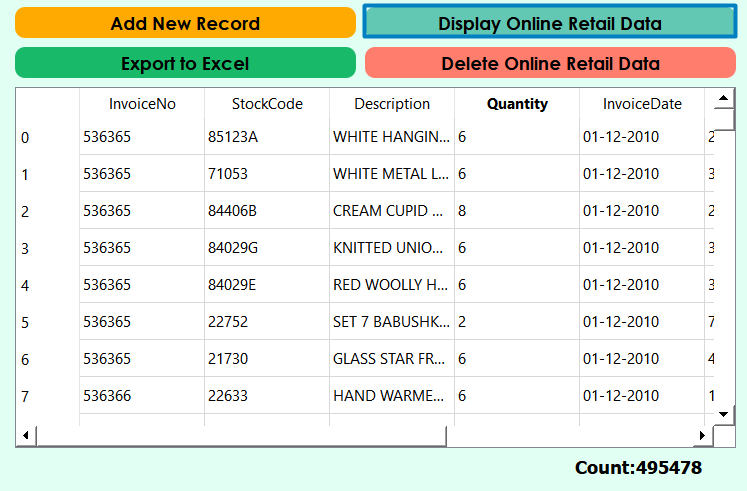 Add New Record Display Online Retail Data
Export to Excel Delete Online Retail Data
InvoiceNo StockCode Description Quantity InvoiceDate
0 536365 85123A WHITE HANGIN... 6 01-12-2010 2
1 536365 71053 WHITE METAL L... 6 01-12-2010 3
2 536365 84406B CREAM CUPID ... 8 01-12-2010 2
3 536365 84029G KNITTED UNIO... 6 01-12-2010 3
4 536365 84029E RED WOOLLY H... 6 01-12-2010 3
5 536365 22752 SET 7 BABUSHK... 2 01-12-2010 7
6 536365 21730 GLASS STAR FR... 6 01-12-2010 4
7 536366 22633 HAND WARME... 6 01-12-2010 1
Count:495478